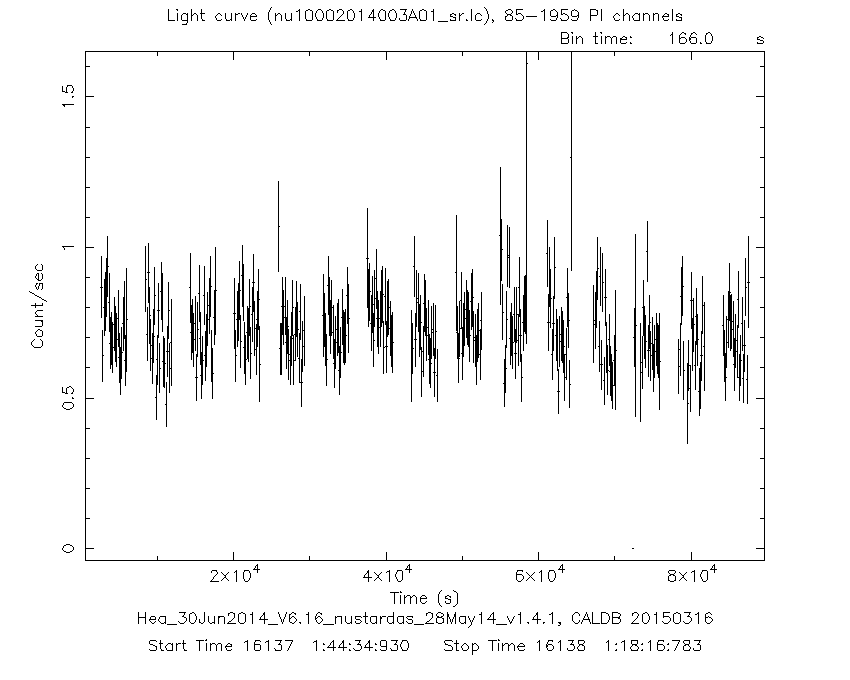 Light curve (nu10002014003A01_sr.lc), 85-1959 PI channels
Bin time: 166.0 s
1.5
1
0.5
0
Count/sec
2×10⁴ 4×10⁴ 6×10⁴ 8×10⁴
Time (s)
Hea_30Jun2014_V6.16_nustardas_28May14_v1.4.1, CALDB 20150316
Start Time 16137 1:44:34:930 Stop Time 16138 1:18:16:783